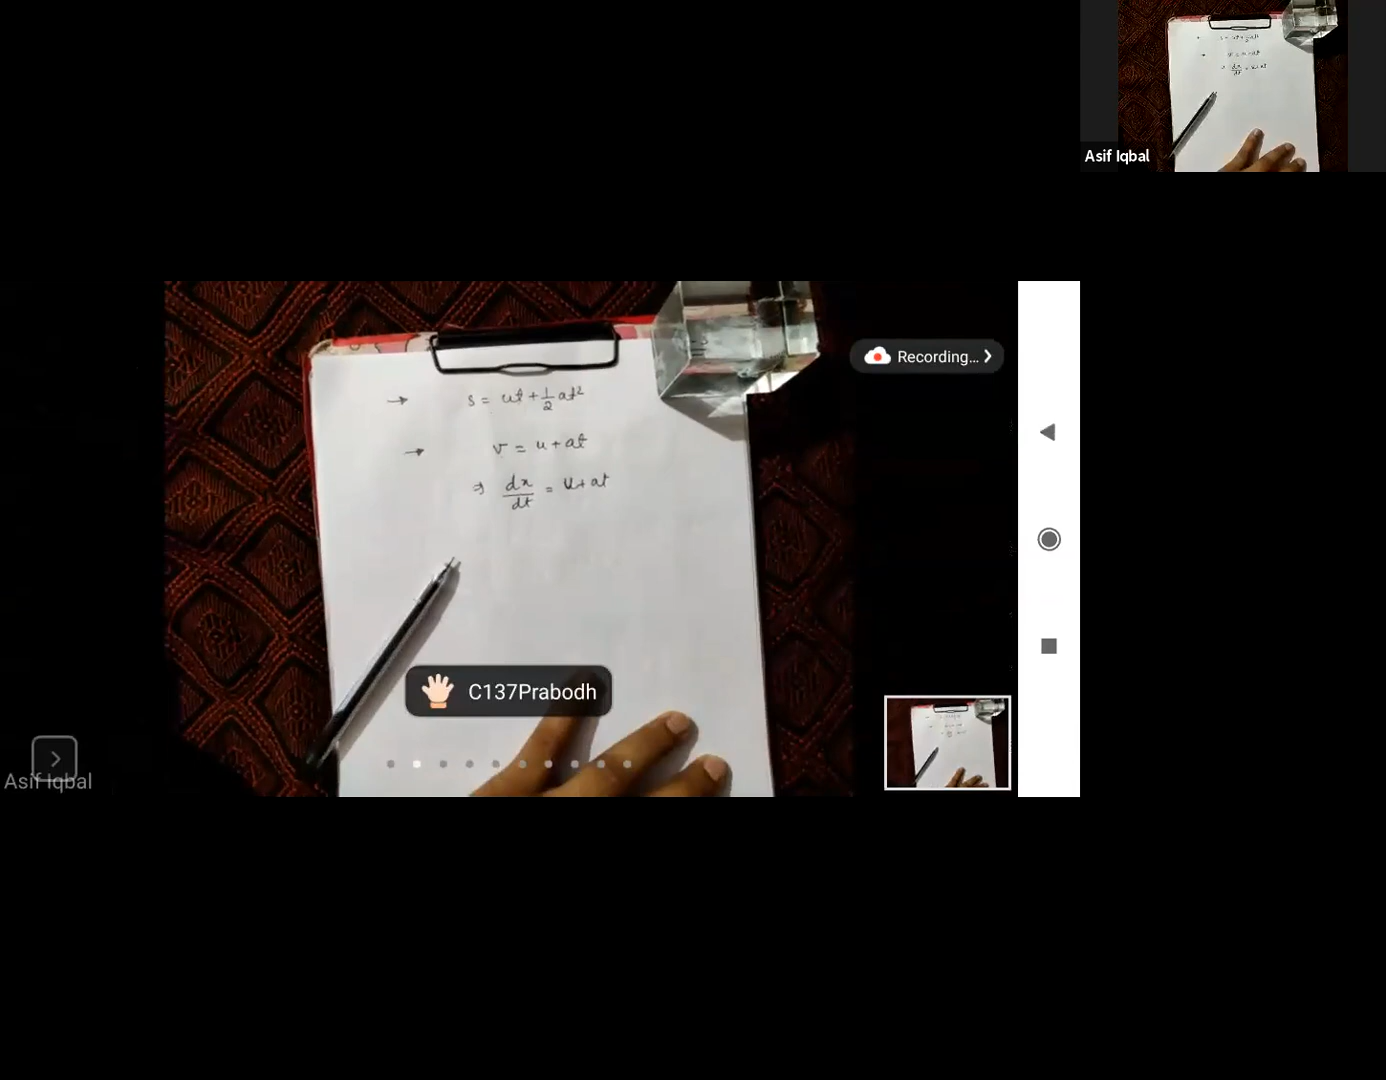 Asif Iqbal
Recording...
→ s = ut + 1/2 at²
→ v = u + at
⇒ dx/dt = u + at
C137Prabodh
Asif Iqbal